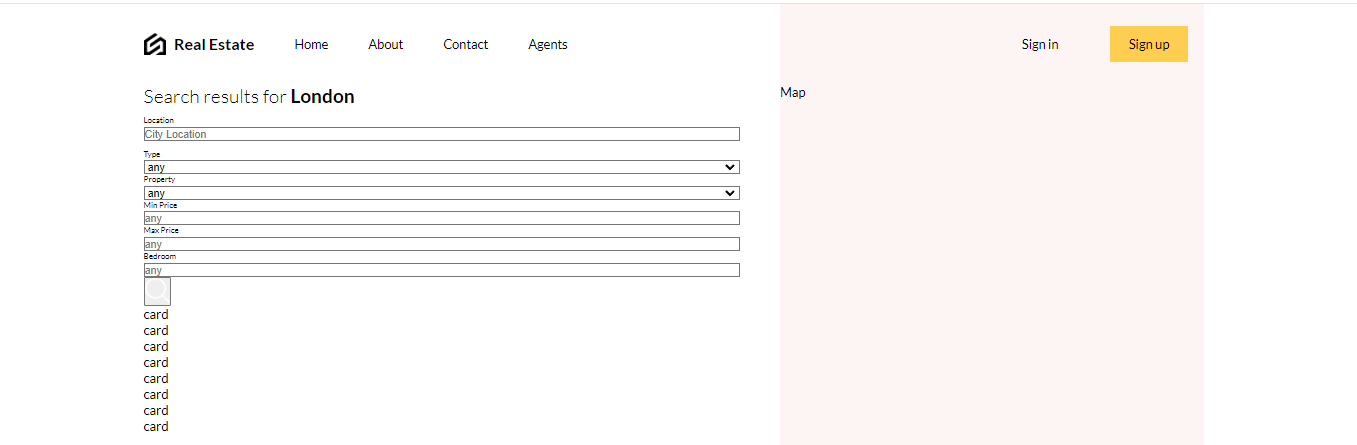 Real Estate Home About Contact Agents Sign in Sign up
Search results for London
Map
Location
City Location
Type
any
Property
any
Min Price
any
Max Price
any
Bedroom
any
card
card
card
card
card
card
card
card